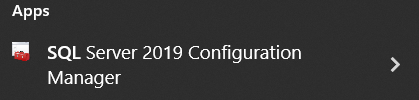 Apps
SQL Server 2019 Configuration
Manager